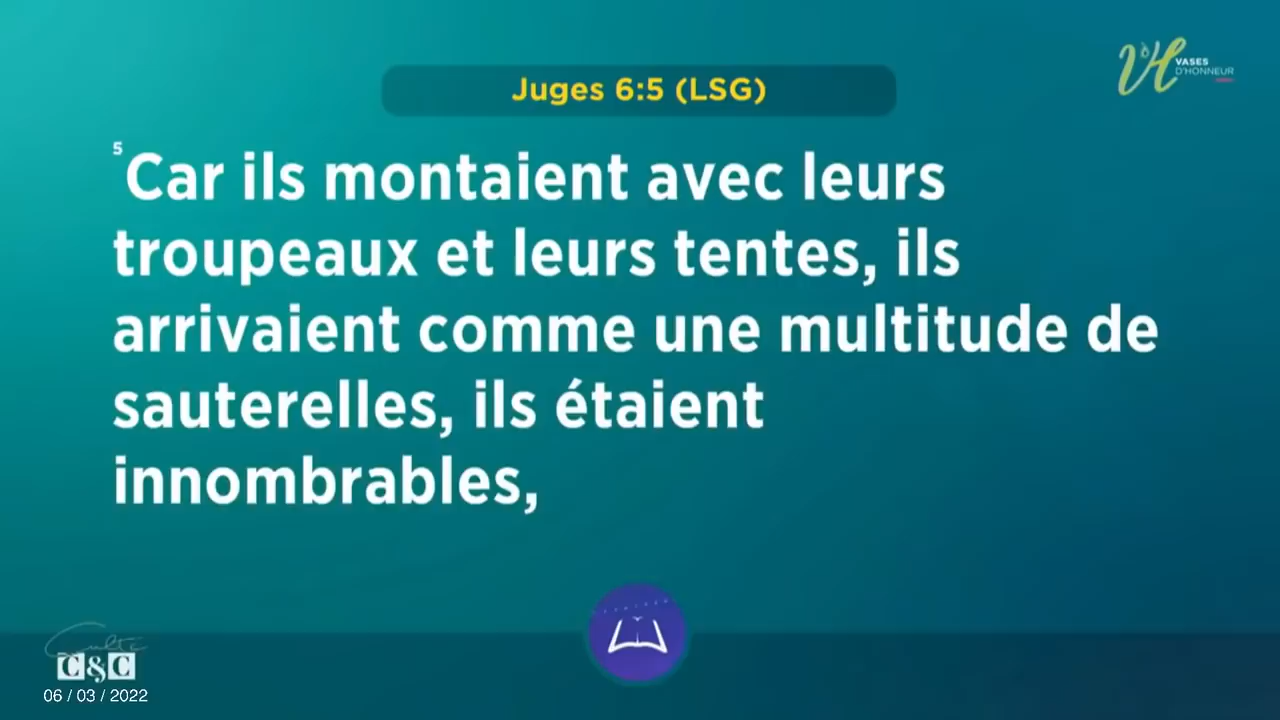 Juges 6:5 (LSG)
VASES
D'HONNEUR
5 Car ils montaient avec leurs
troupeaux et leurs tentes, ils
arrivaient comme une multitude de
sauterelles, ils étaient
innombrables,
Culte
C&C
06 / 03 / 2022